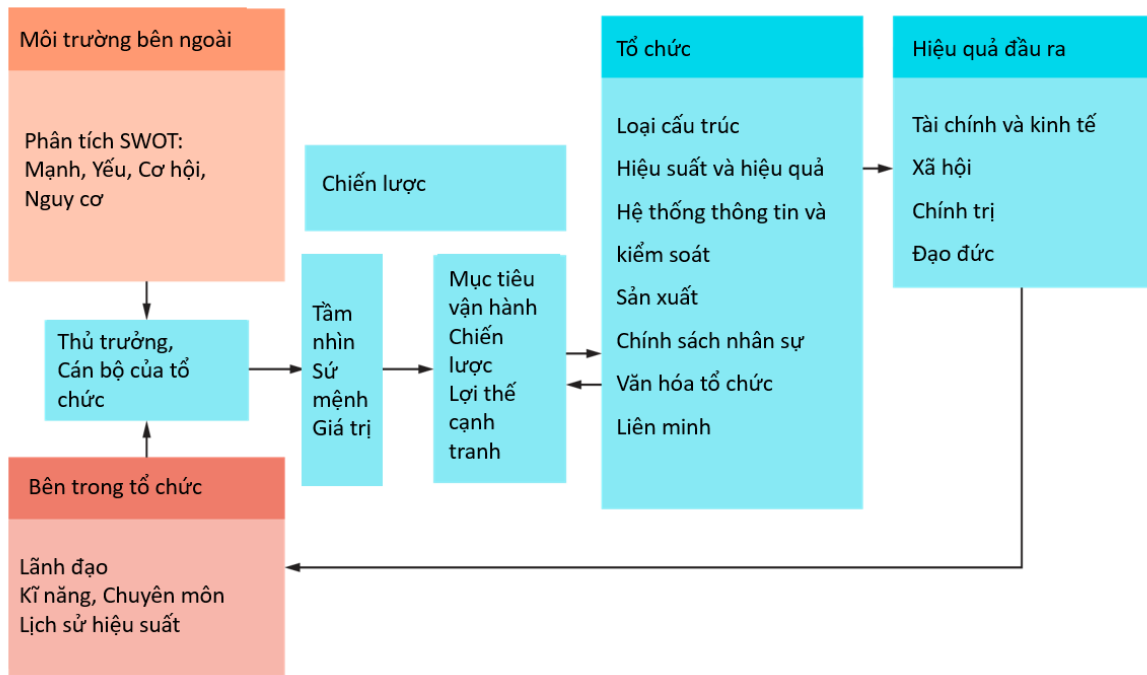 Môi trường bên ngoài
Phân tích SWOT:
Mạnh, Yếu, Cơ hội,
Nguy cơ
Thủ trưởng,
Cán bộ của tổ
chức
Bên trong tổ chức
Lãnh đạo
Kĩ năng, Chuyên môn
Lịch sử hiệu suất
Chiến lược
Tầm
nhìn
Sứ
mệnh
Giá trị
Mục tiêu
vận hành
Chiến
lược
Lợi thế
cạnh
tranh
Tổ chức
Loại cấu trúc
Hiệu suất và hiệu quả
Hệ thống thông tin và
kiểm soát
Sản xuất
Chính sách nhân sự
Văn hóa tổ chức
Liên minh
Hiệu quả đầu ra
Tài chính và kinh tế
Xã hội
Chính trị
Đạo đức